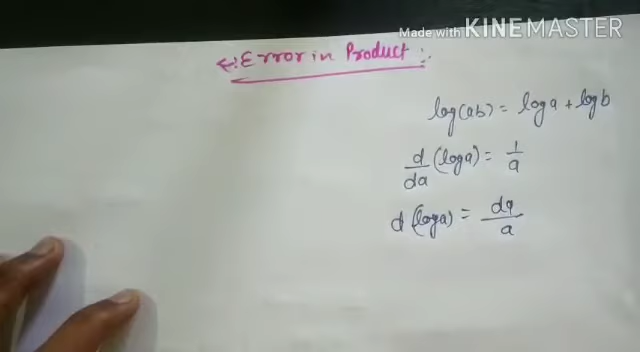 Made with KINEMASTER
←:Error in Product:-
log(ab) = log a + log b
d/da (log a) = 1/a
d (log a) = da/a